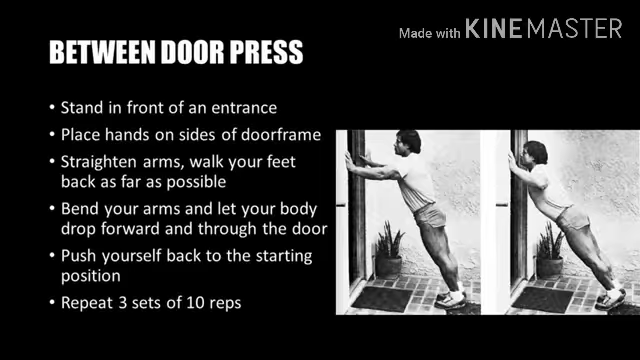 Made with KINEMASTER
BETWEEN DOOR PRESS
• Stand in front of an entrance
• Place hands on sides of doorframe
• Straighten arms, walk your feet
back as far as possible
• Bend your arms and let your body
drop forward and through the door
• Push yourself back to the starting
position
• Repeat 3 sets of 10 reps